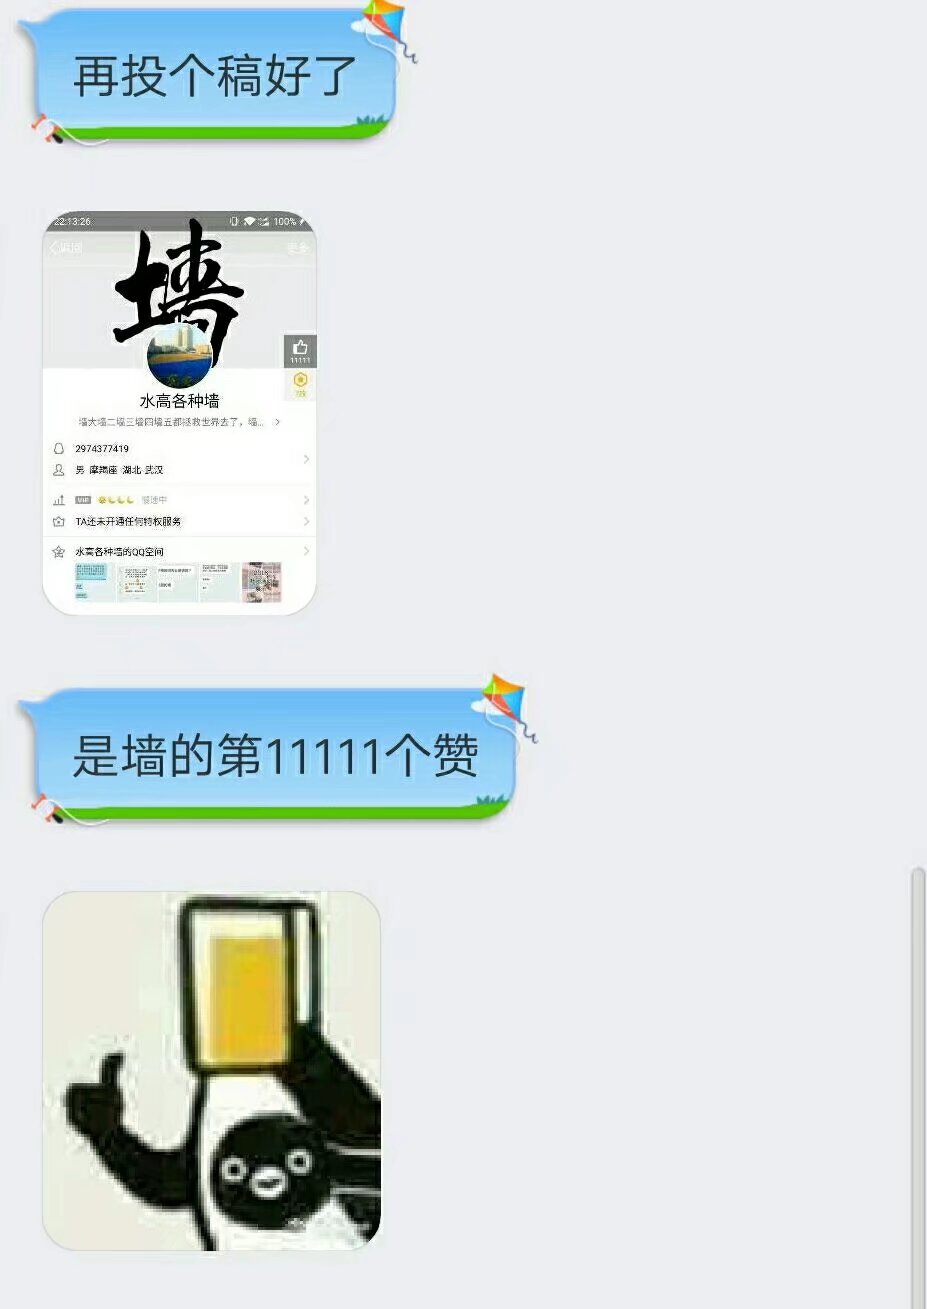 再投个稿好了
22:13:26
100%
返回
更多
墙
11111
水高各种墙
墙大墙二墙三墙四墙五都拯救世界去了，墙...
2974377419
男 摩羯座 湖北 武汉
VIP
慢速中
TA还未开通任何特权服务
水高各种墙的QQ空间
是墙的第11111个赞